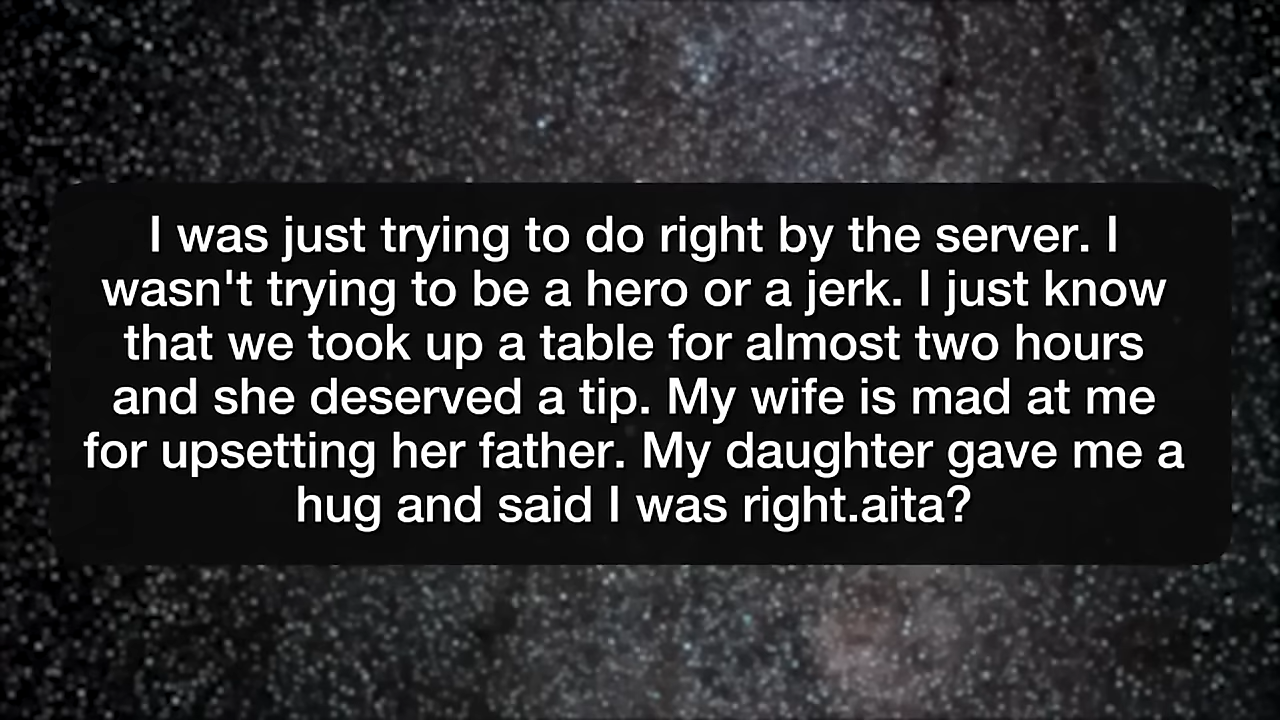 I was just trying to do right by the server. I
wasn't trying to be a hero or a jerk. I just know
that we took up a table for almost two hours
and she deserved a tip. My wife is mad at me
for upsetting her father. My daughter gave me a
hug and said I was right.aita?